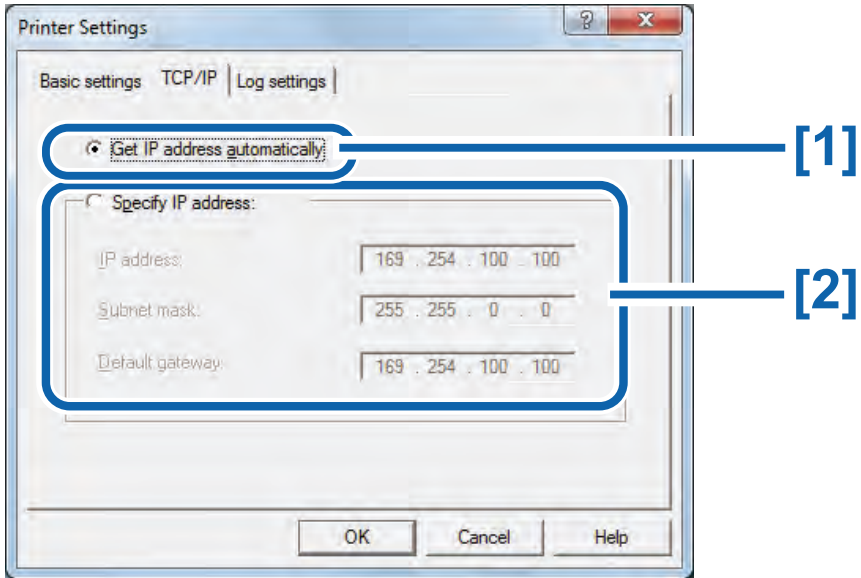 Printer Settings
Basic settings TCP/IP Log settings
Get IP address automatically
[1]
Specify IP address:
IP address: 169 . 254 . 100 . 100
[2]
Subnet mask: 255 . 255 . 0 . 0
Default gateway: 169 . 254 . 100 . 100
OK Cancel Help